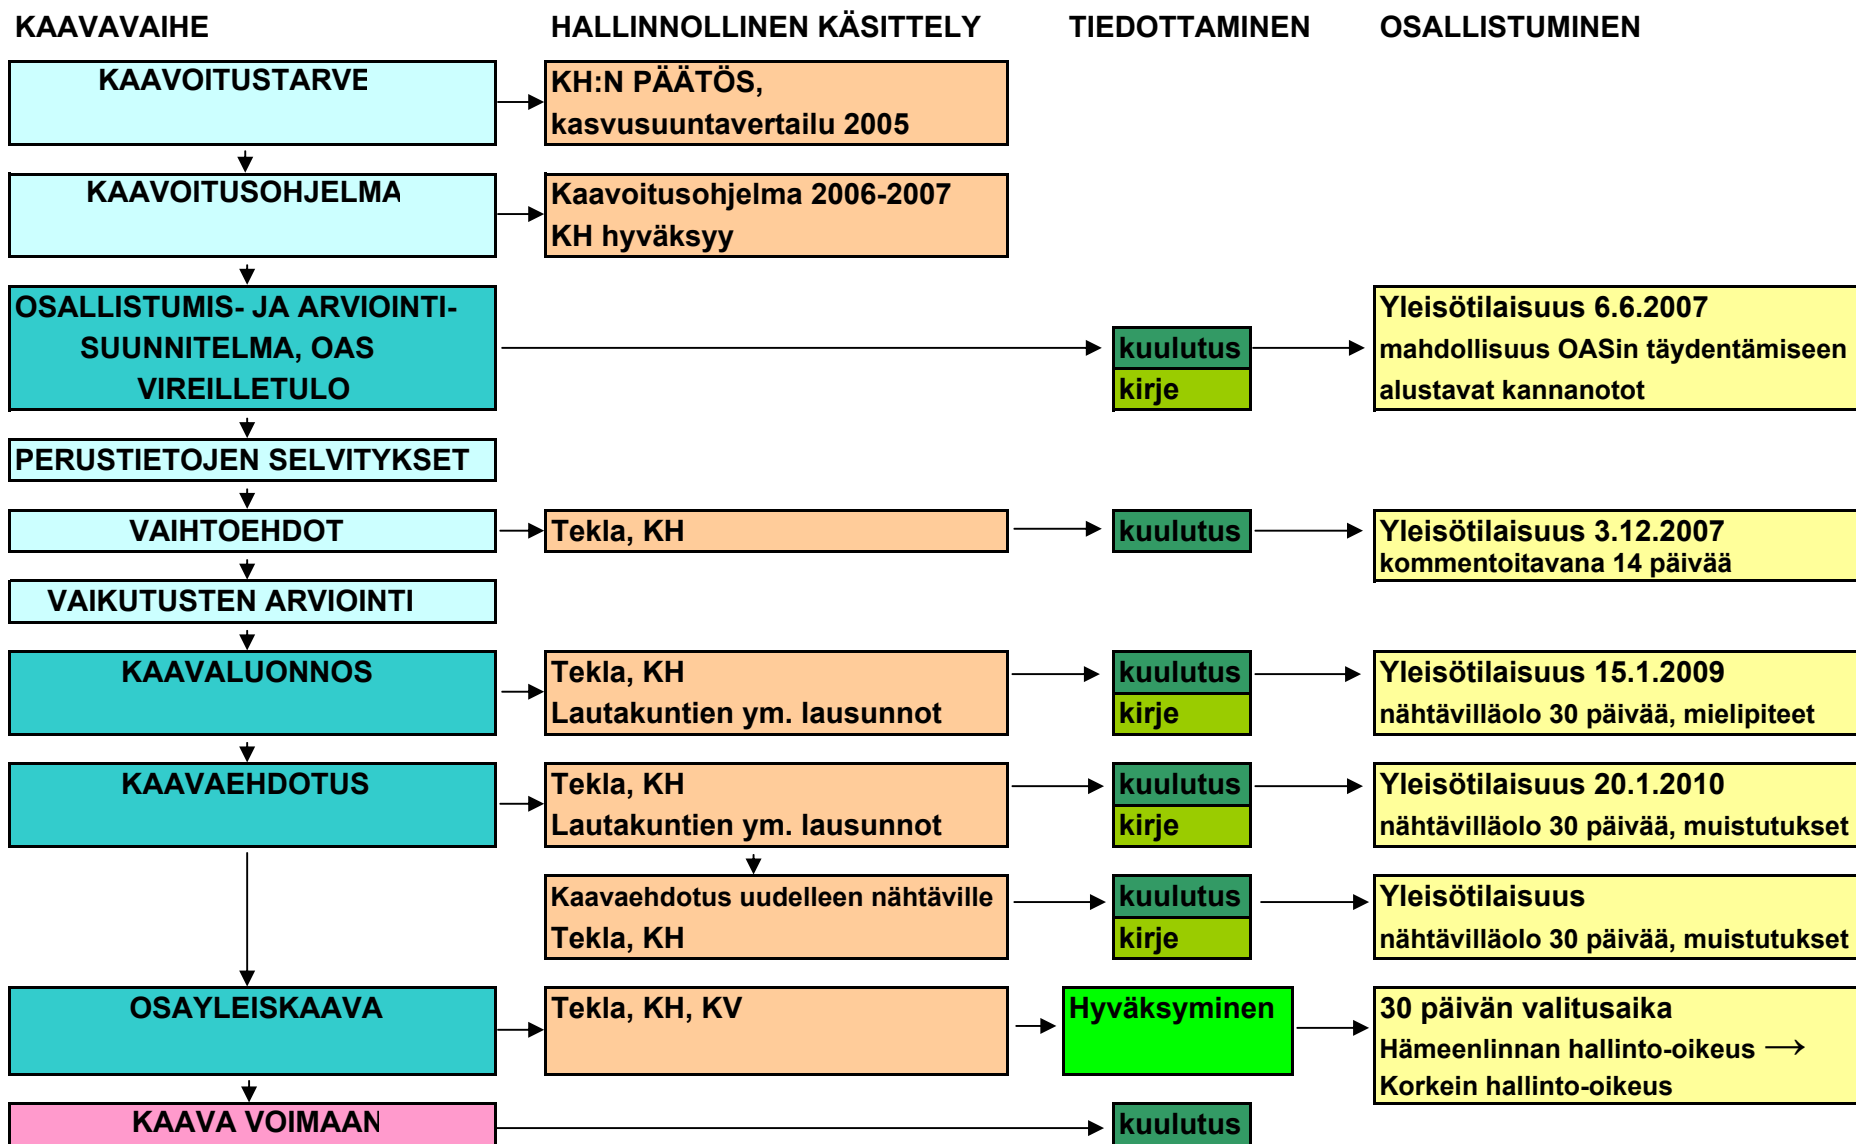 KAAVAVAIHE
HALLINNOLLINEN KÄSITTELY
TIEDOTTAMINEN
OSALLISTUMINEN
KAAVOITUSTARVE
KH:N PÄÄTÖS,
kasvusuuntavertailu 2005
KAAVOITUSOHJELMA
Kaavoitusohjelma 2006-2007
KH hyväksyy
OSALLISTUMIS- JA ARVIOINTI-
SUUNNITELMA, OAS
VIREILLETULO
kuulutus
kirje
Yleisötilaisuus 6.6.2007
mahdollisuus OASin täydentämiseen
alustavat kannanotot
PERUSTIETOJEN SELVITYKSET
VAIHTOEHDOT
Tekla, KH
kuulutus
Yleisötilaisuus 3.12.2007
kommentoitavana 14 päivää
VAIKUTUSTEN ARVIOINTI
KAAVALUONNOS
Tekla, KH
Lautakuntien ym. lausunnot
kuulutus
kirje
Yleisötilaisuus 15.1.2009
nähtävilläolo 30 päivää, mielipiteet
KAAVAEHDOTUS
Tekla, KH
Lautakuntien ym. lausunnot
kuulutus
kirje
Yleisötilaisuus 20.1.2010
nähtävilläolo 30 päivää, muistutukset
Kaavaehdotus uudelleen nähtäville
Tekla, KH
kuulutus
kirje
Yleisötilaisuus
nähtävilläolo 30 päivää, muistutukset
OSAYLEISKAAVA
Tekla, KH, KV
Hyväksyminen
30 päivän valitusaika
Hämeenlinnan hallinto-oikeus →
Korkein hallinto-oikeus
KAAVA VOIMAAN
kuulutus